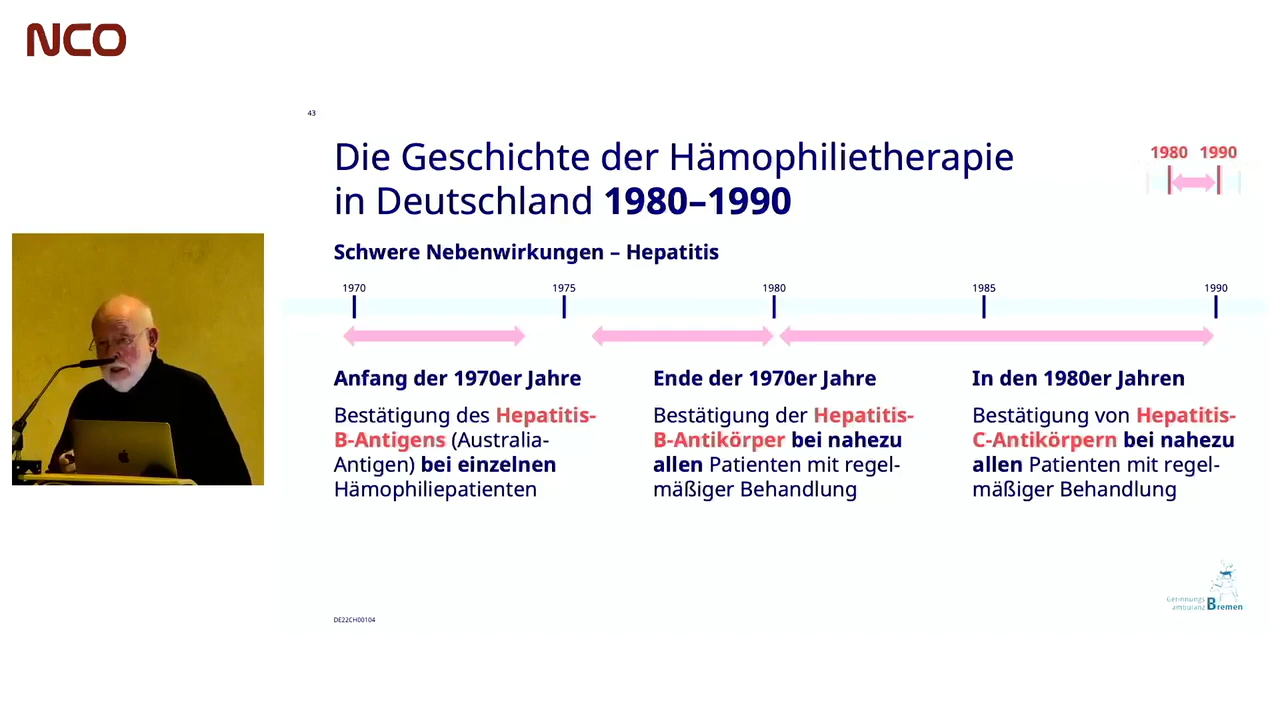 NCO
43
Die Geschichte der Hämophilietherapie
in Deutschland 1980–1990
1980 1990
Schwere Nebenwirkungen – Hepatitis
1970 1975 1980 1985 1990
Anfang der 1970er Jahre
Bestätigung des Hepatitis-
B-Antigens (Australia-
Antigen) bei einzelnen
Hämophiliepatienten
Ende der 1970er Jahre
Bestätigung der Hepatitis-
B-Antikörper bei nahezu
allen Patienten mit regel-
mäßiger Behandlung
In den 1980er Jahren
Bestätigung von Hepatitis-
C-Antikörpern bei nahezu
allen Patienten mit regel-
mäßiger Behandlung
Gerinnungs
ambulanz Bremen
DE22CH00104